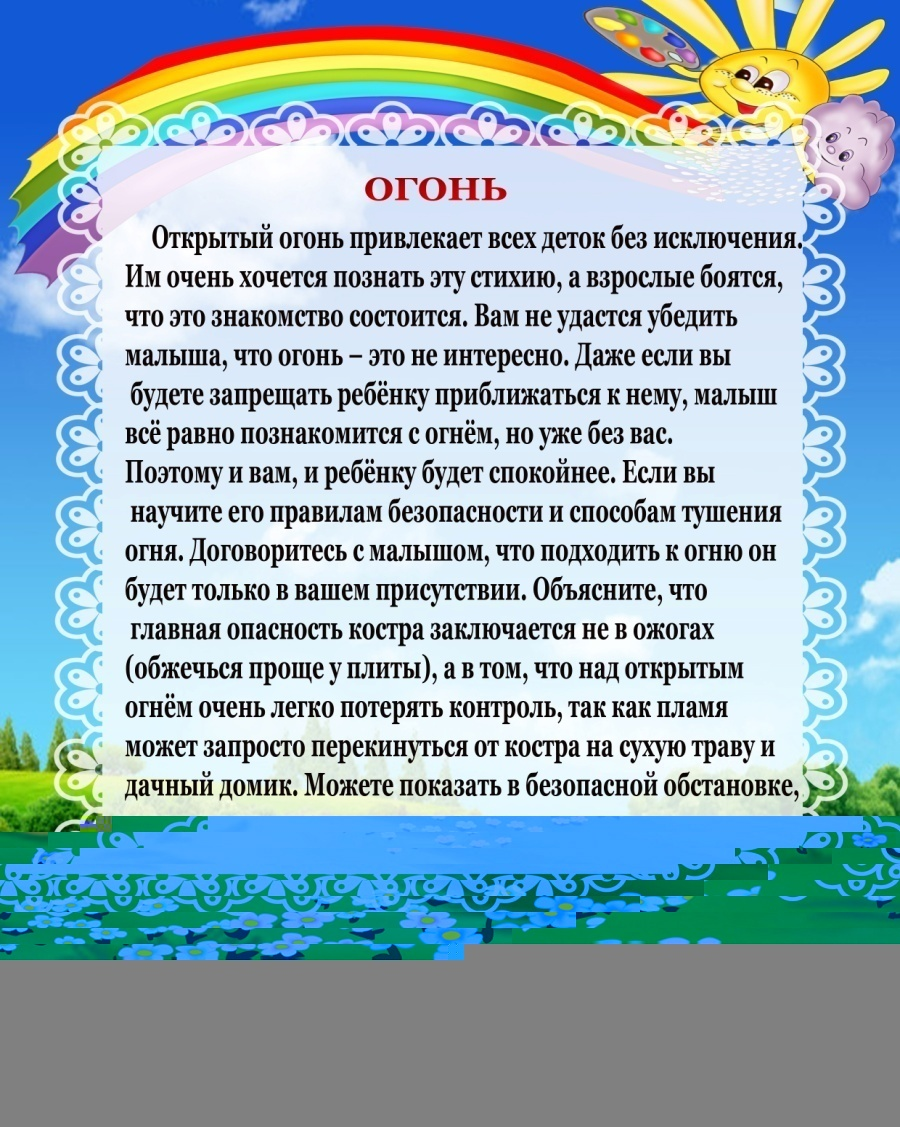 ОГОНЬ
Открытый огонь привлекает всех деток без исключения.
Им очень хочется познать эту стихию, а взрослые боятся,
что это знакомство состоится. Вам не удастся убедить
малыша, что огонь – это не интересно. Даже если вы
будете запрещать ребёнку приближаться к нему, малыш
всё равно познакомится с огнём, но уже без вас.
Поэтому и вам, и ребёнку будет спокойнее. Если вы
научите его правилам безопасности и способам тушения
огня. Договоритесь с малышом, что подходить к огню он
будет только в вашем присутствии. Объясните, что
главная опасность костра заключается не в ожогах
(обжечься проще у плиты), а в том, что над открытым
огнём очень легко потерять контроль, так как пламя
может запросто перекинуться от костра на сухую траву и
дачный домик. Можете показать в безопасной обстановке,